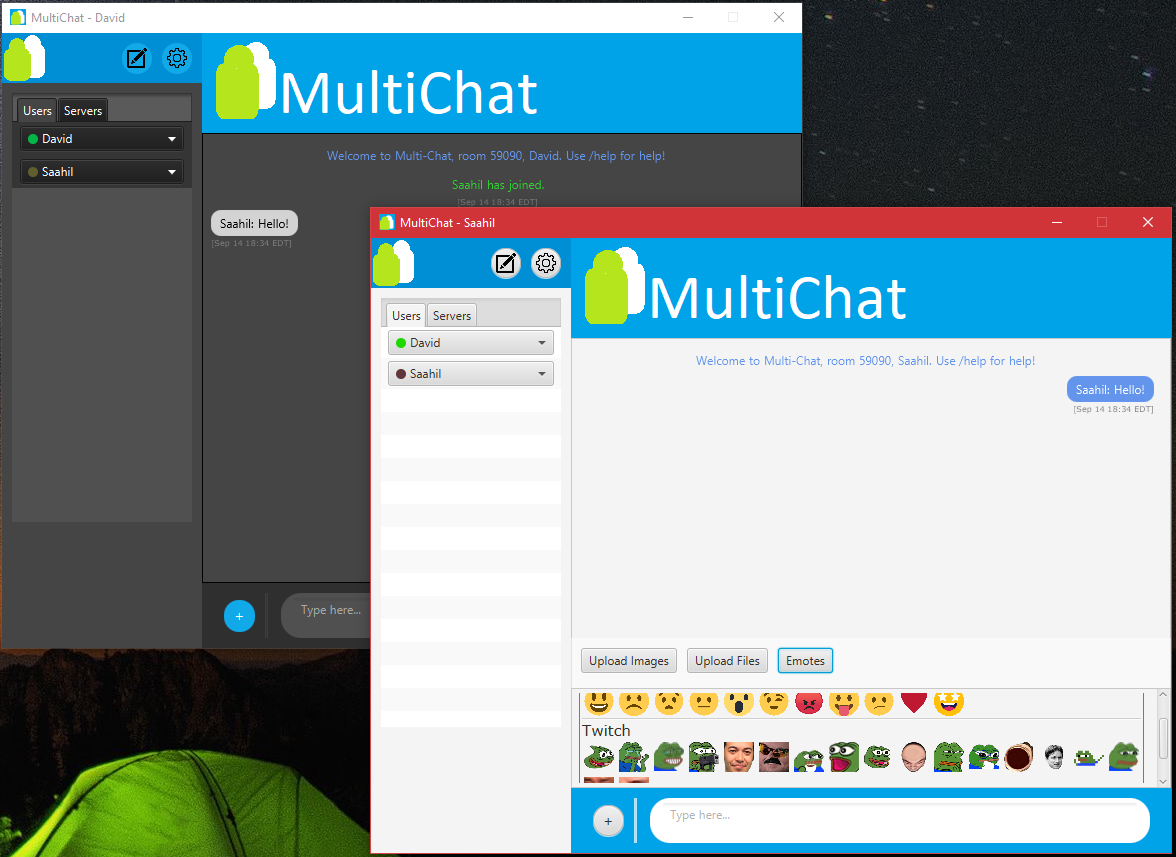 MultiChat - David
MultiChat
Users
Servers
David
Saahil
Welcome to Multi-Chat, room 59090, David. Use /help for help!
Saahil has joined.
[Sep 14 18:34 EDT]
Saahil: Hello!
[Sep 14 18:34 EDT]
+
Type here...
MultiChat - Saahil
MultiChat
Users
Servers
David
Saahil
Welcome to Multi-Chat, room 59090, Saahil. Use /help for help!
Saahil: Hello!
[Sep 14 18:34 EDT]
Upload Images
Upload Files
Emotes
Twitch
+
Type here...